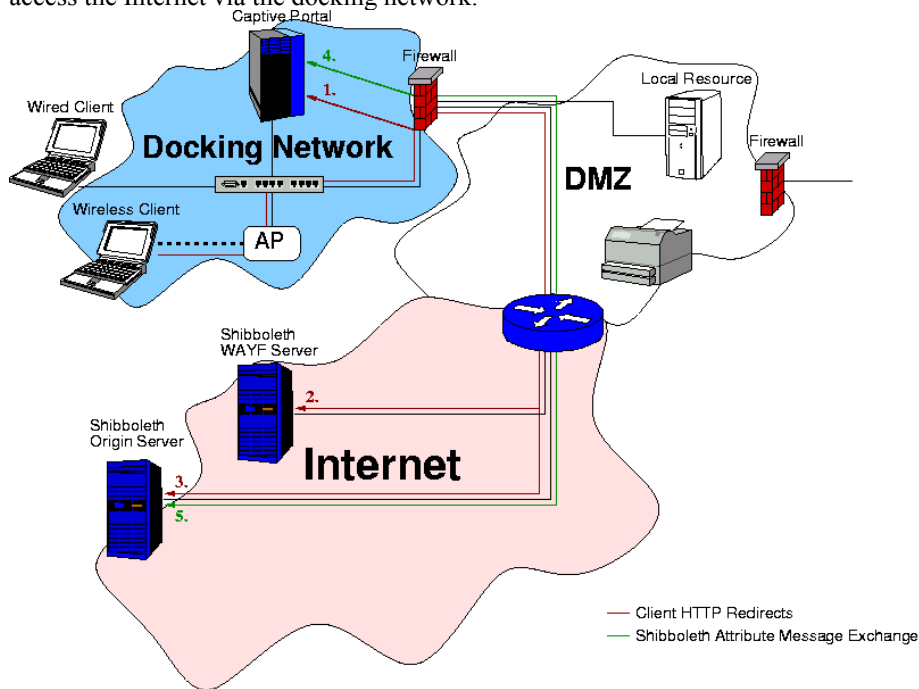 access the Internet via the docking network.
Captive Portal
4.
Firewall
1.
Local Resource
Wired Client
Firewall
Docking Network
DMZ
Wireless Client
AP
Shibboleth
WAYF Server
2.
Shibboleth
Origin Server
Internet
3.
5.
Client HTTP Redirects
Shibboleth Attribute Message Exchange